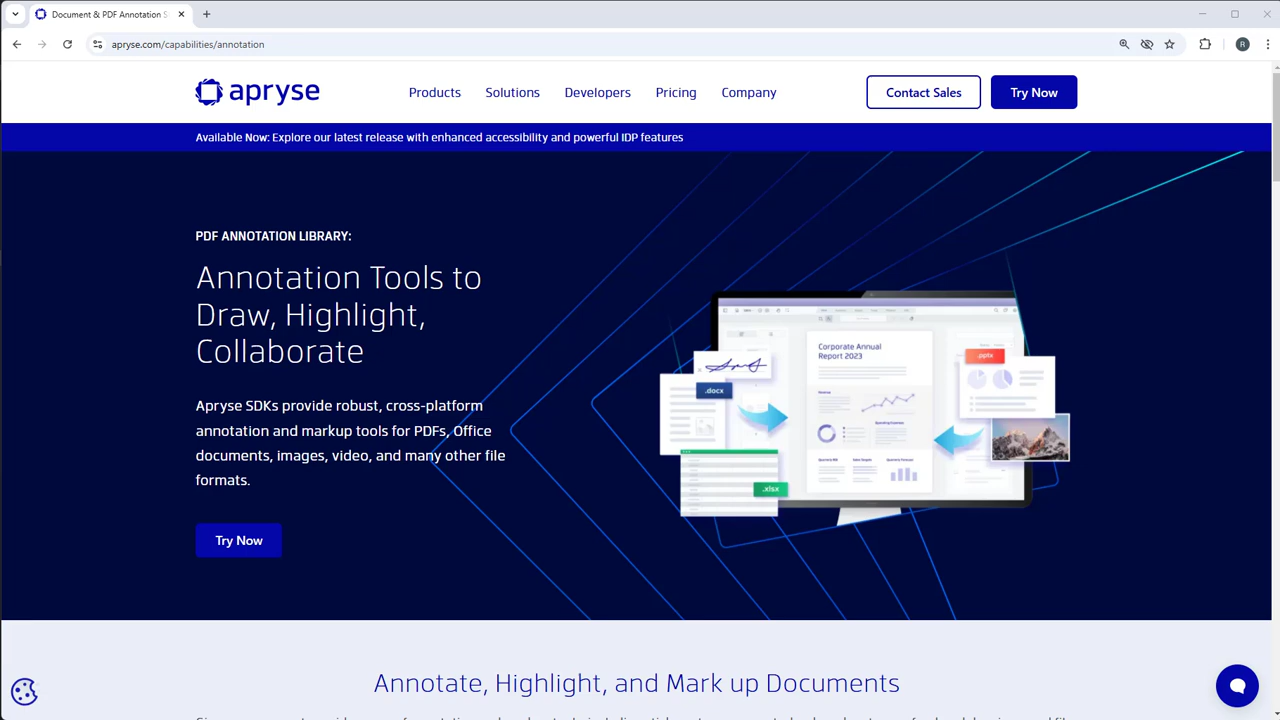 Document & PDF Annotation S
apryse.com/capabilities/annotation
R
apryse
Products
Solutions
Developers
Pricing
Company
Contact Sales
Try Now
Available Now: Explore our latest release with enhanced accessibility and powerful IDP features
PDF ANNOTATION LIBRARY:
Annotation Tools to
Draw, Highlight,
Collaborate
Apryse SDKs provide robust, cross-platform
annotation and markup tools for PDFs, Office
documents, images, video, and many other file
formats.
Try Now
Corporate Annual
Report 2023
.pptx
.docx
.xlsx
Annotate, Highlight, and Mark up Documents